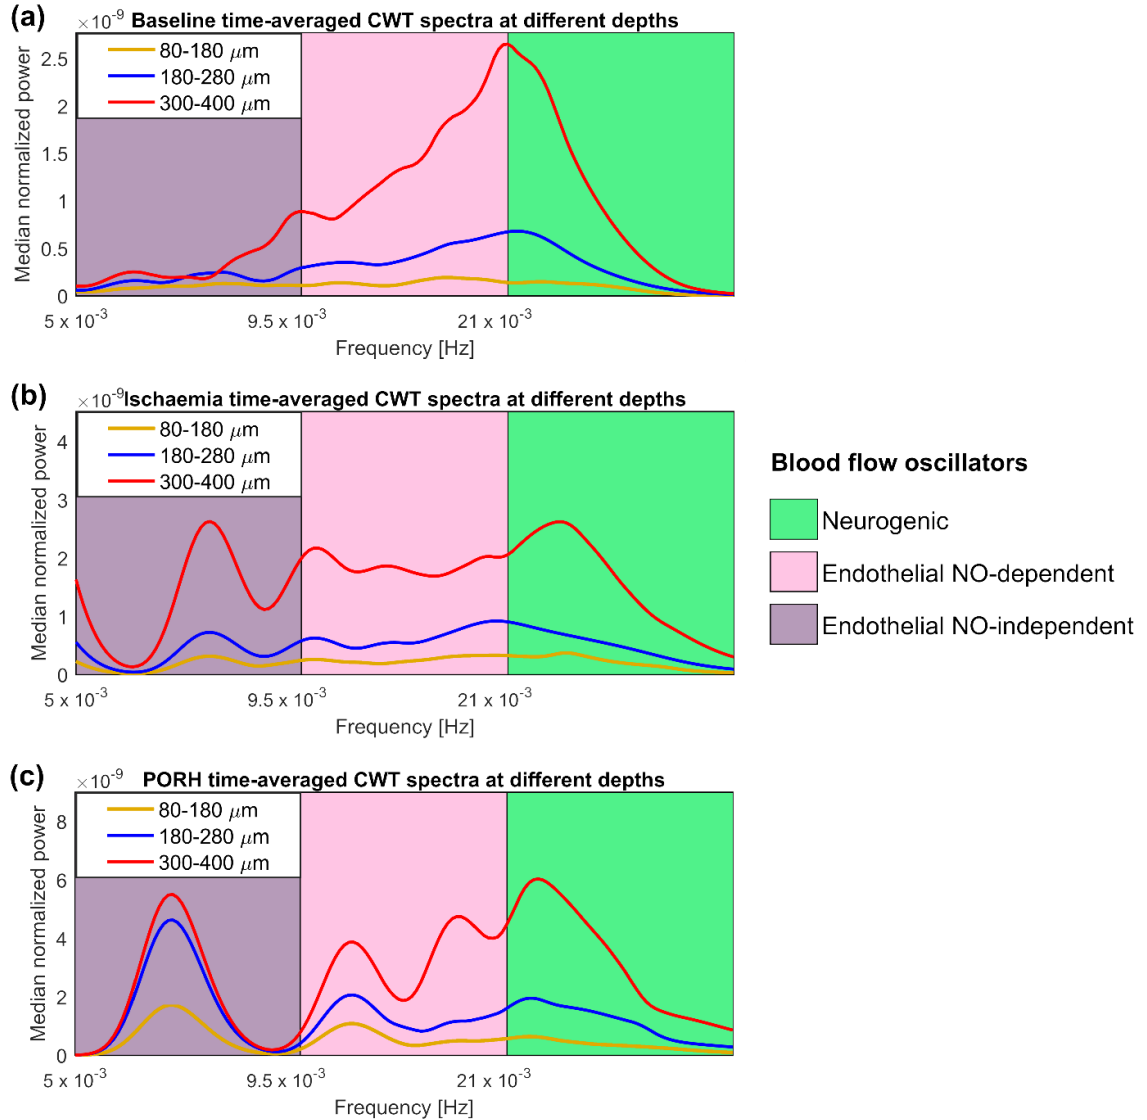 (a)
×10⁻⁹ Baseline time-averaged CWT spectra at different depths
80-180 μm
180-280 μm
300-400 μm
Median normalized power
2.5
2
1.5
1
0.5
0
5 x 10⁻³ 9.5 x 10⁻³ 21 x 10⁻³
Frequency [Hz]
(b)
×10⁻⁹ Ischaemia time-averaged CWT spectra at different depths
80-180 μm
180-280 μm
300-400 μm
Median normalized power
4
3
2
1
0
5 x 10⁻³ 9.5 x 10⁻³ 21 x 10⁻³
Frequency [Hz]
Blood flow oscillators
Neurogenic
Endothelial NO-dependent
Endothelial NO-independent
(c)
×10⁻⁹ PORH time-averaged CWT spectra at different depths
80-180 μm
180-280 μm
300-400 μm
Median normalized power
8
6
4
2
0
5 x 10⁻³ 9.5 x 10⁻³ 21 x 10⁻³
Frequency [Hz]